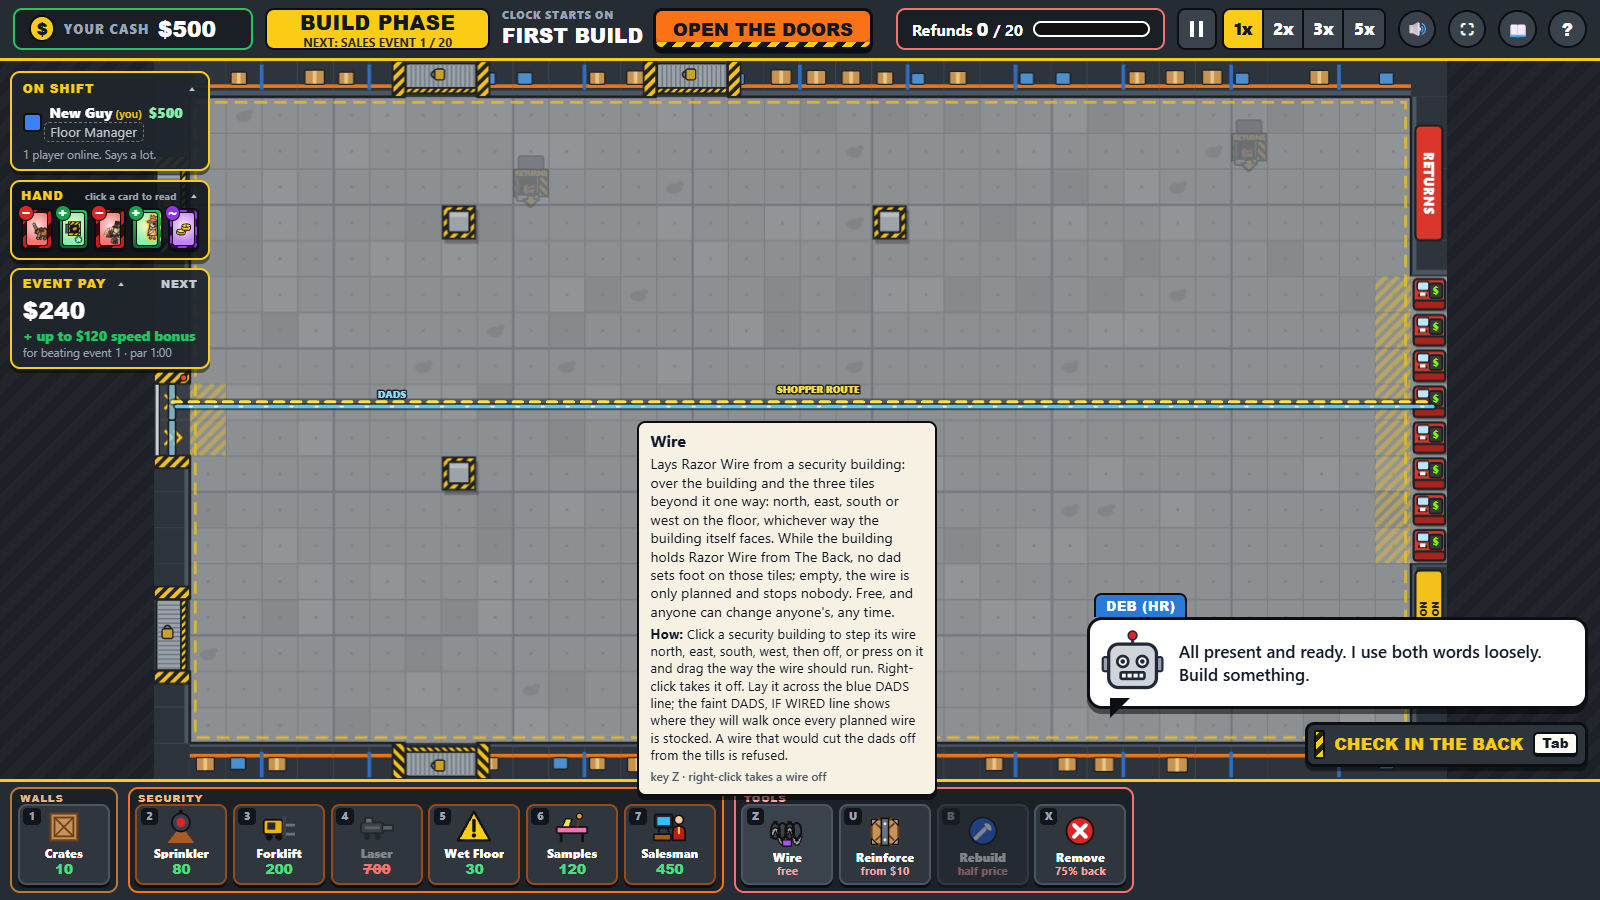 $ YOUR CASH $500
BUILD PHASE
NEXT: SALES EVENT 1 / 20
CLOCK STARTS ON
FIRST BUILD
OPEN THE DOORS
Refunds 0 / 20
1x 2x 3x 5x ?
ON SHIFT
New Guy (you) $500
Floor Manager
1 player online. Says a lot.
HAND click a card to read
EVENT PAY NEXT
$240
+ up to $120 speed bonus
for beating event 1 · par 1:00
RETURNS
RETURNS
RETURNS
DADS
SHOPPER ROUTE
$
$
$
$
$
$
$
$
Wire
Lays Razor Wire from a security building:
over the building and the three tiles
beyond it one way: north, east, south or
west on the floor, whichever way the
building itself faces. While the building
holds Razor Wire from The Back, no dad
sets foot on those tiles; empty, the wire is
only planned and stops nobody. Free, and
anyone can change anyone's, any time.
How: Click a security building to step its wire
north, east, south, west, then off, or press on it
and drag the way the wire should run. Right-
click takes it off. Lay it across the blue DADS
line; the faint DADS, IF WIRED line shows
where they will walk once every planned wire
is stocked. A wire that would cut the dads off
from the tills is refused.
key Z · right-click takes a wire off
DEB (HR)
All present and ready. I use both words loosely.
Build something.
CHECK IN THE BACK Tab
WALLS
1
Crates
10
SECURITY
2
Sprinkler
80
3
Forklift
200
4
Laser
700
5
Wet Floor
30
6
Samples
120
7
Salesman
450
TOOLS
Z
Wire
free
U
Reinforce
from $10
B
Rebuild
half price
X
Remove
75% back